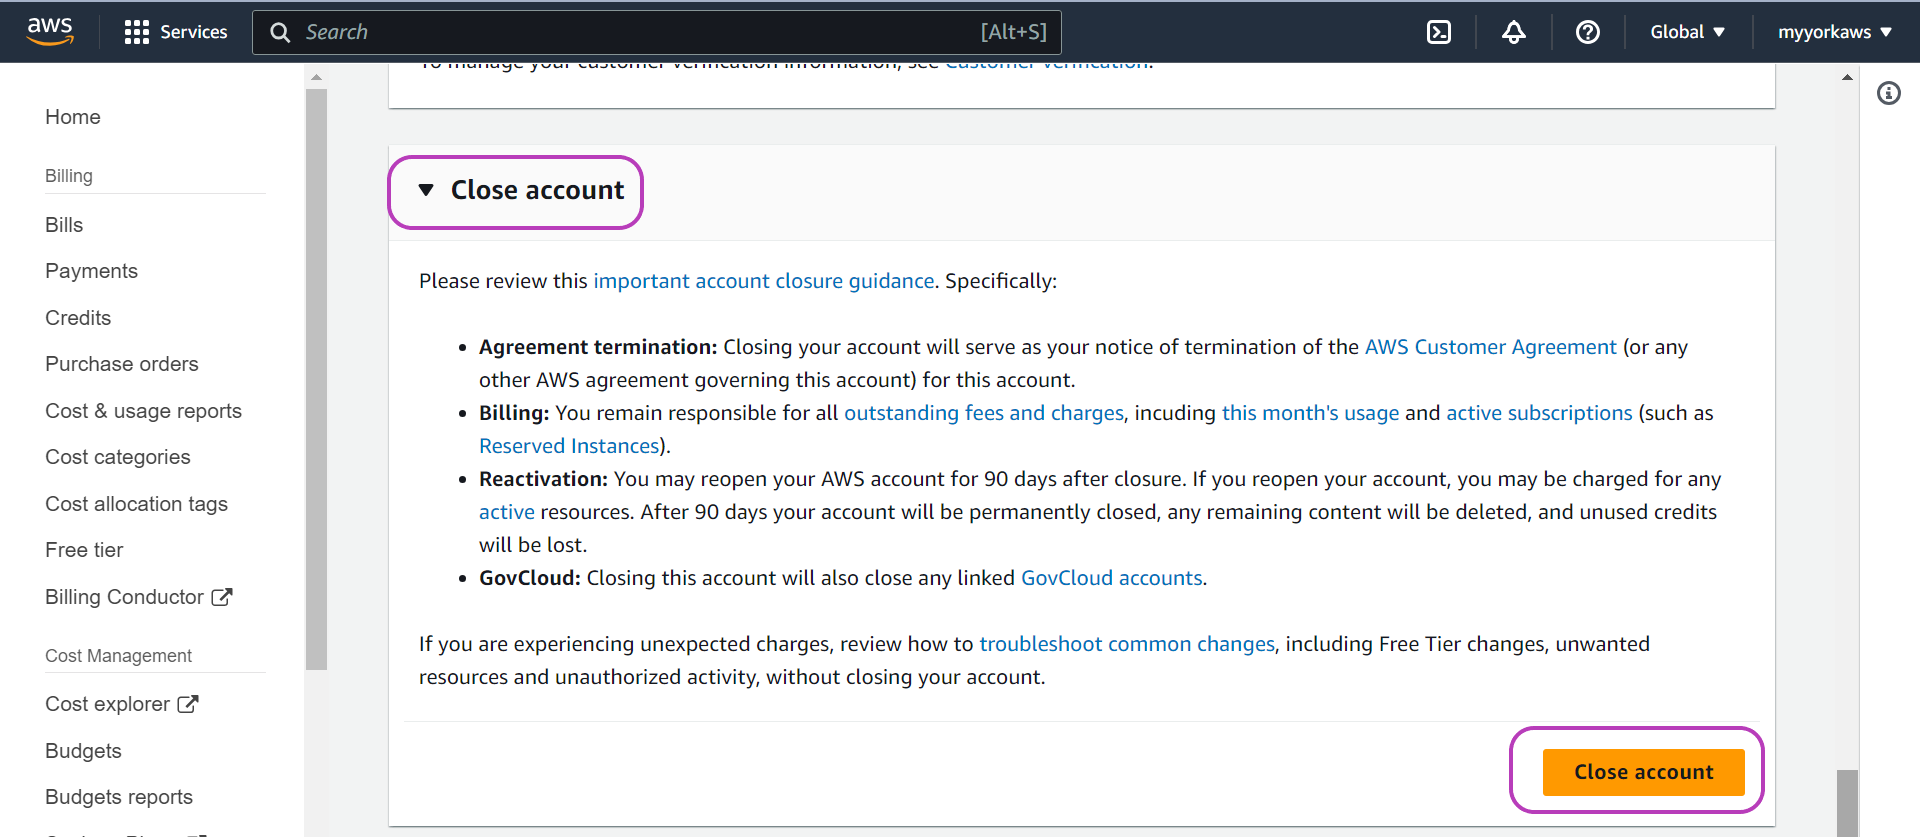 aws
Services
Search
[Alt+S]
Global
myyorkaws
To manage your customer verification information, see Customer Verification.
Home
Billing
Bills
Payments
Credits
Purchase orders
Cost & usage reports
Cost categories
Cost allocation tags
Free tier
Billing Conductor
Cost Management
Cost explorer
Budgets
Budgets reports
Close account
Please review this important account closure guidance. Specifically:
Agreement termination: Closing your account will serve as your notice of termination of the AWS Customer Agreement (or any
other AWS agreement governing this account) for this account.
Billing: You remain responsible for all outstanding fees and charges, incuding this month's usage and active subscriptions (such as
Reserved Instances).
Reactivation: You may reopen your AWS account for 90 days after closure. If you reopen your account, you may be charged for any
active resources. After 90 days your account will be permanently closed, any remaining content will be deleted, and unused credits
will be lost.
GovCloud: Closing this account will also close any linked GovCloud accounts.
If you are experiencing unexpected charges, review how to troubleshoot common changes, including Free Tier changes, unwanted
resources and unauthorized activity, without closing your account.
Close account